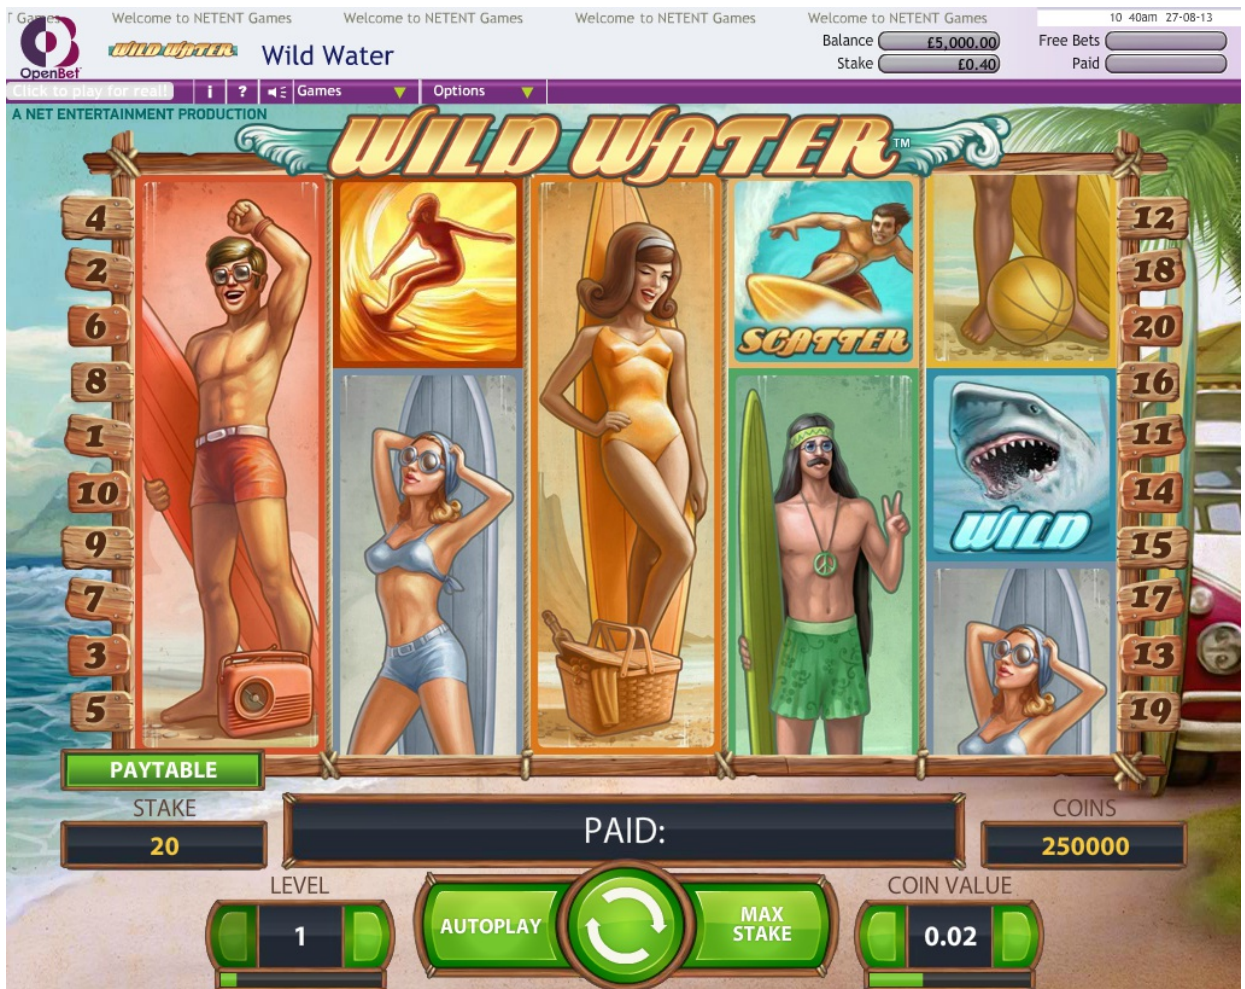 T Games Welcome to NETENT Games Welcome to NETENT Games Welcome to NETENT Games Welcome to NETENT Games 10 40am 27-08-13
OpenBet
WILD WATER
Wild Water
Balance £5,000.00 Free Bets
Stake £0.40 Paid
Click to play for real! i ? Games Options
A NET ENTERTAINMENT PRODUCTION
WILD WATER™
4
2
6
8
1
10
9
7
3
5
SCATTER
WILD
12
18
20
16
11
14
15
17
13
19
PAYTABLE
STAKE
20
PAID:
COINS
250000
LEVEL
1
AUTOPLAY
MAX
STAKE
COIN VALUE
0.02